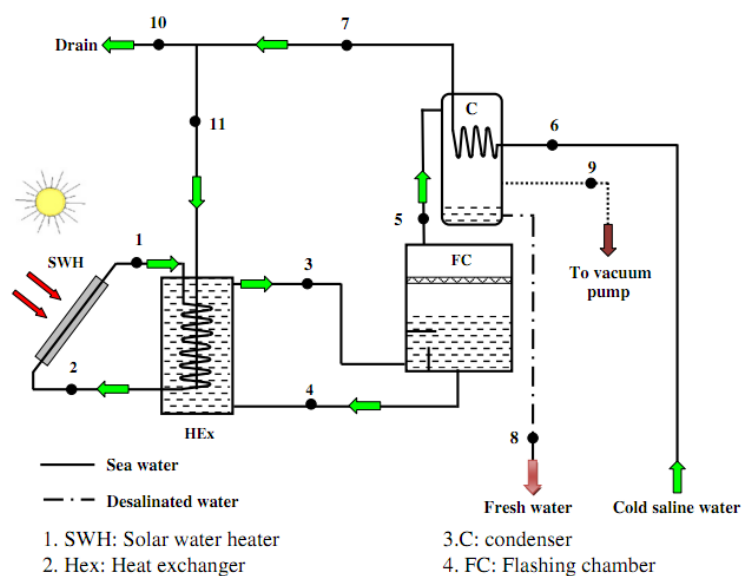 10
7
Drain
C
6
11
9
5
1
SWH
3
FC
To vacuum
pump
2
4
HEx
8
Sea water
Desalinated water
Fresh water
Cold saline water
1. SWH: Solar water heater
3.C: condenser
2. Hex: Heat exchanger
4. FC: Flashing chamber